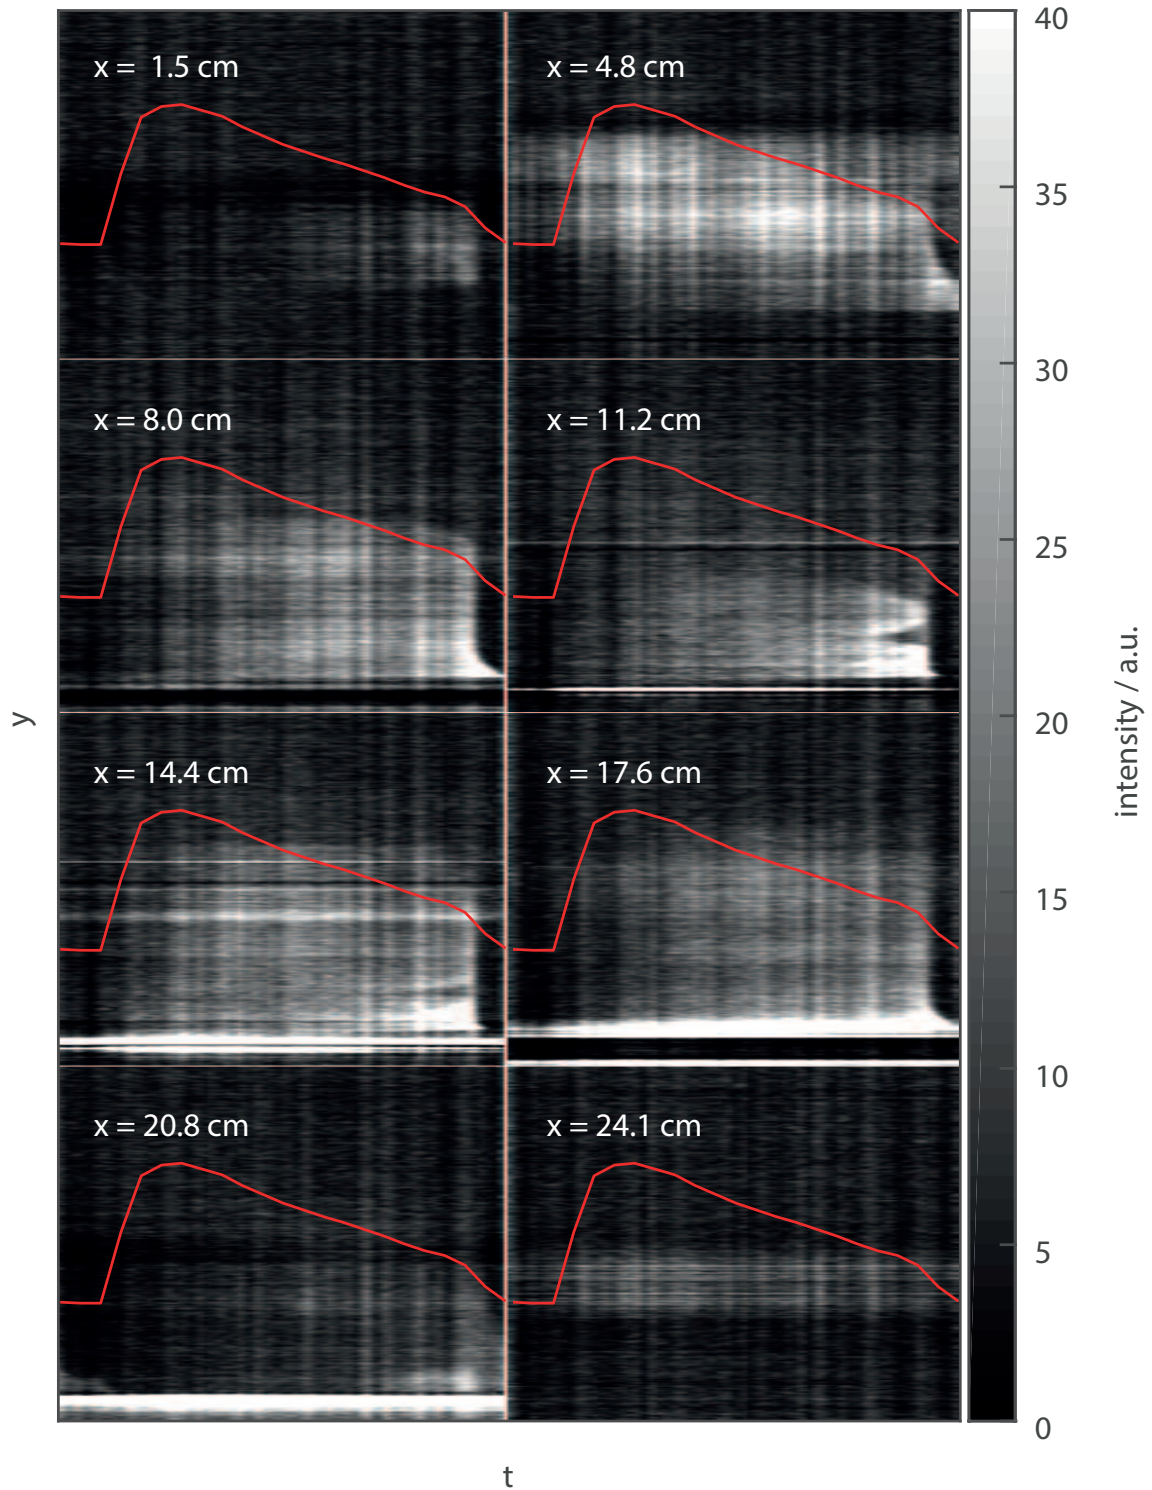 x =  1.5 cm
x = 4.8 cm
x = 8.0 cm
x = 11.2 cm
x = 14.4 cm
x = 17.6 cm
x = 20.8 cm
x = 24.1 cm
y
t
40
35
30
25
20
15
10
5
0
intensity / a.u.